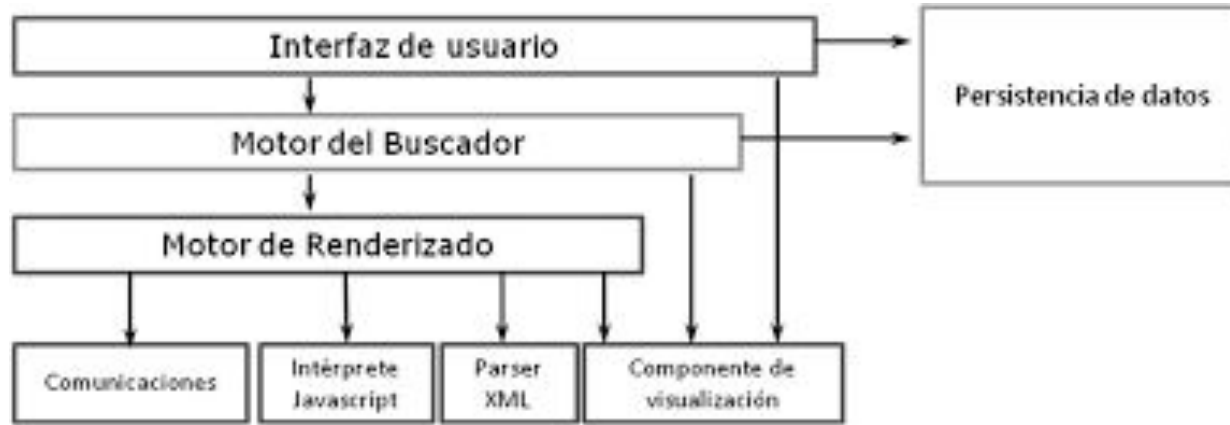 Interfaz de usuario
Persistencia de datos
Motor del Buscador
Motor de Renderizado
Comunicaciones
Intérprete
Javascript
Parser
XML
Componente de
visualización